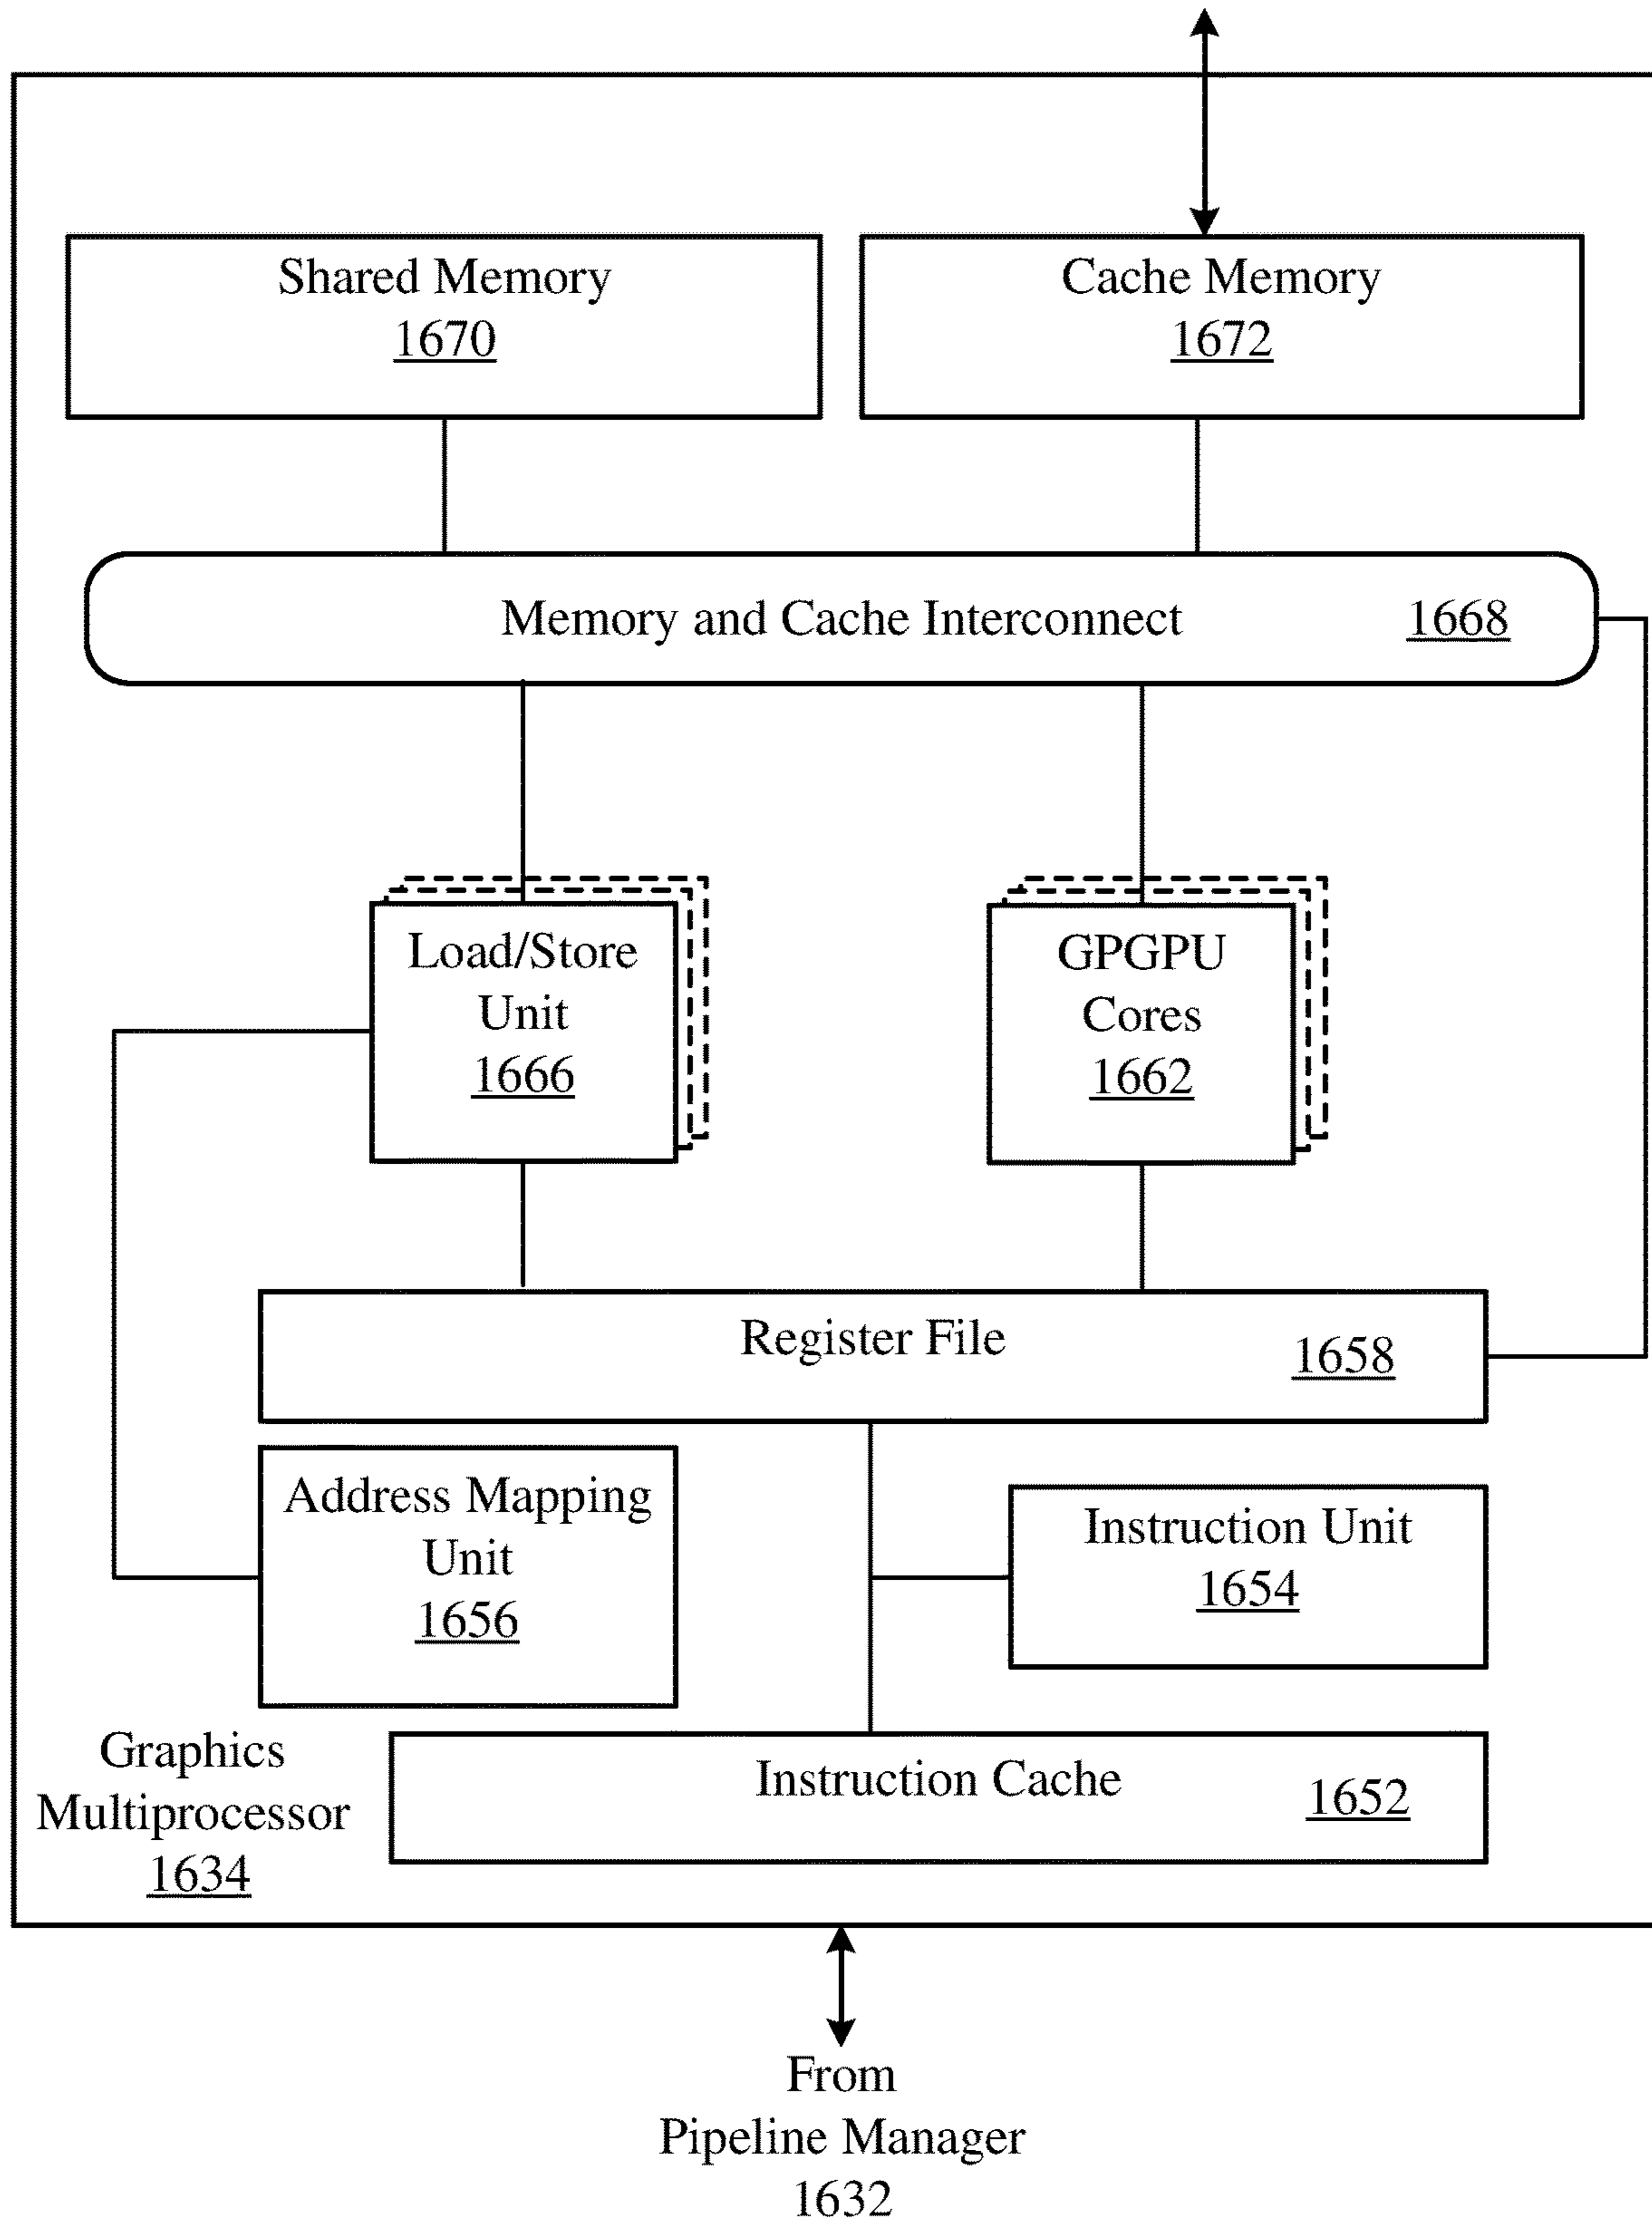 Shared Memory
1670
Cache Memory
1672
Memory and Cache Interconnect 1668
Load/Store
Unit
1666
GPGPU
Cores
1662
Register File 1658
Address Mapping
Unit
1656
Instruction Unit
1654
Graphics
Multiprocessor
1634
Instruction Cache 1652
From
Pipeline Manager
1632